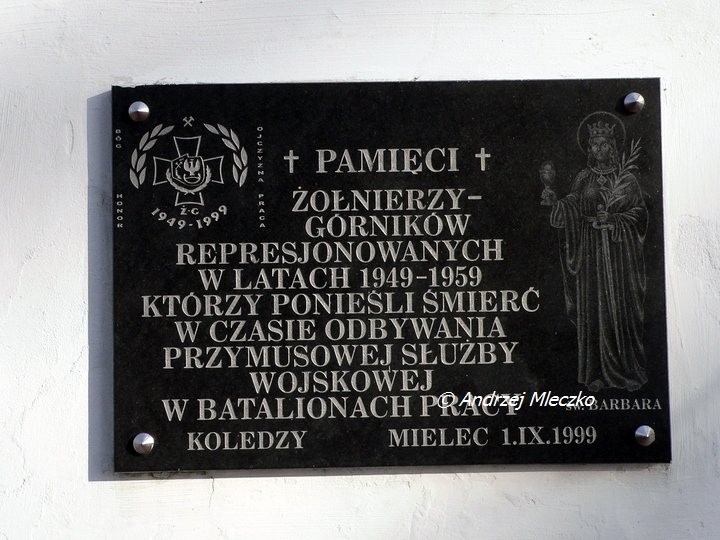 BÓG
HONOR
OJCZYZNA PRACA
Ż G
1949-1999
† PAMIĘCI †
ŻOŁNIERZY-
GÓRNIKÓW
REPRESJONOWANYCH
W LATACH 1949-1959
KTÓRZY PONIEŚLI ŚMIERĆ
W CZASIE ODBYWANIA
PRZYMUSOWEJ SŁUŻBY
WOJSKOWEJ
W BATALIONACH PRACY
© Andrzej Mleczko
ŚW. BARBARA
KOLEDZY MIELEC 1.IX.1999